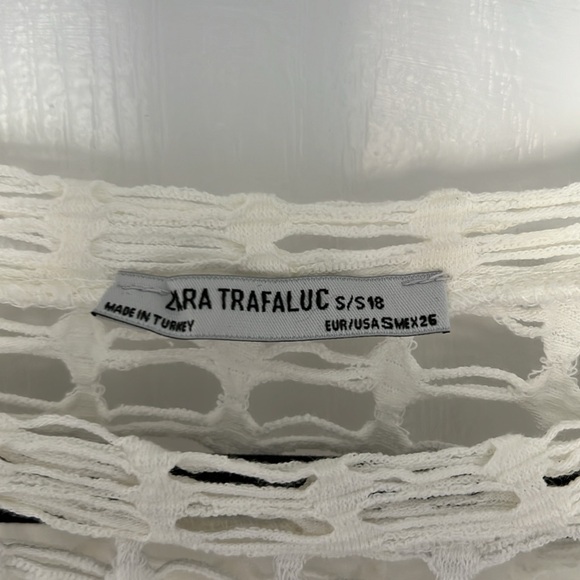 ZARA TRAFALUC S/S18
MADE IN TURKEY
EUR/USA S MEX 26